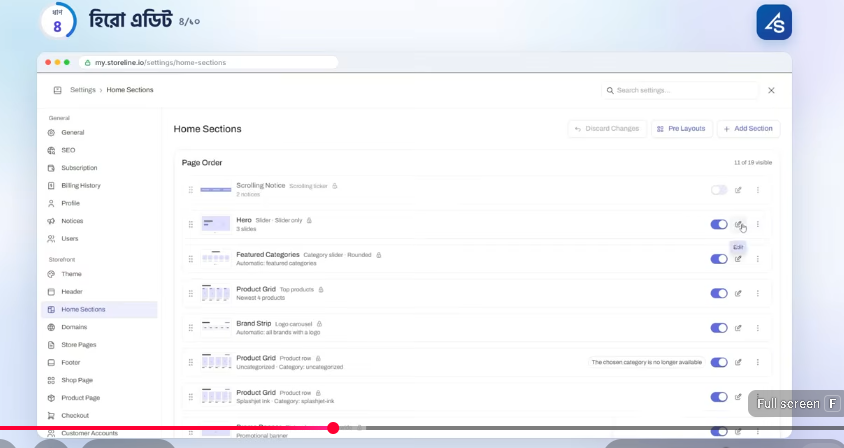 ধাপ
8
হিরো এডিট ৪/২০
my.storeline.io/settings/home-sections
Settings > Home Sections
Search settings...
General
General
SEO
Subscription
Billing History
Profile
Notices
Users
Storefront
Theme
Header
Home Sections
Domains
Store Pages
Footer
Shop Page
Product Page
Checkout
Customer Accounts
Home Sections
Discard Changes
Pre Layouts
+ Add Section
Page Order
11 of 19 visible
Scrolling Notice Scrolling ticker
2 notices
Hero Slider · Slider only
3 slides
Edit
Featured Categories Category slider · Rounded
Automatic: featured categories
Product Grid Top products
Newest 4 products
Brand Strip Logo carousel
Automatic: all brands with a logo
Product Grid Product row
Uncategorized · Category: uncategorized
The chosen category is no longer available
Product Grid Product row
Splashjet ink · Category: splashjet-ink
Promotional banner
Full screen F